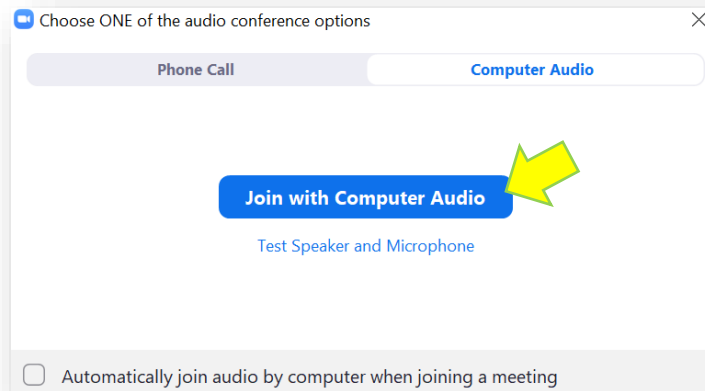 Choose ONE of the audio conference options
Phone Call
Computer Audio
Join with Computer Audio
Test Speaker and Microphone
Automatically join audio by computer when joining a meeting